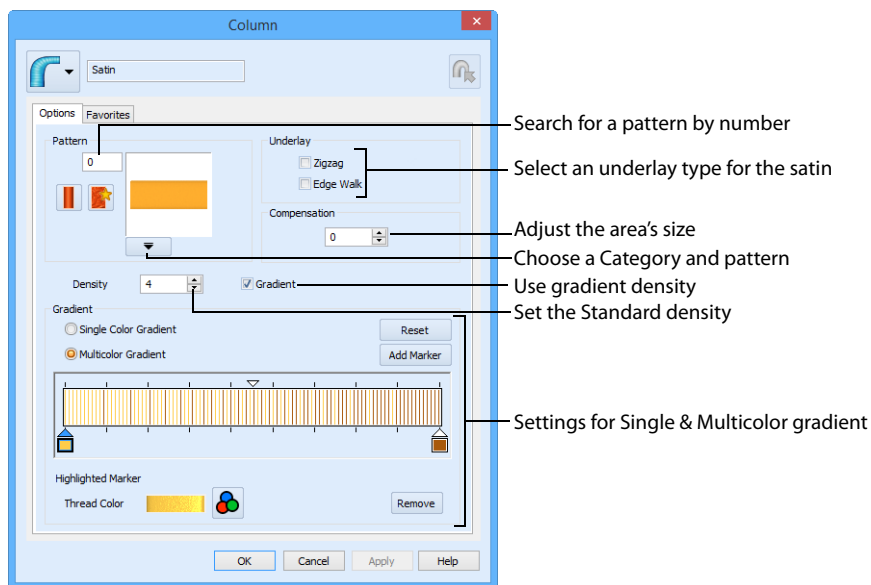 Column
Satin
Options Favorites
Pattern
0
Underlay
Zigzag
Edge Walk
Compensation
0
Density 4 Gradient
Gradient
Single Color Gradient
Reset
Multicolor Gradient
Add Marker
Highlighted Marker
Thread Color
Remove
OK Cancel Apply Help
Search for a pattern by number
Select an underlay type for the satin
Adjust the area's size
Choose a Category and pattern
Use gradient density
Set the Standard density
Settings for Single & Multicolor gradient